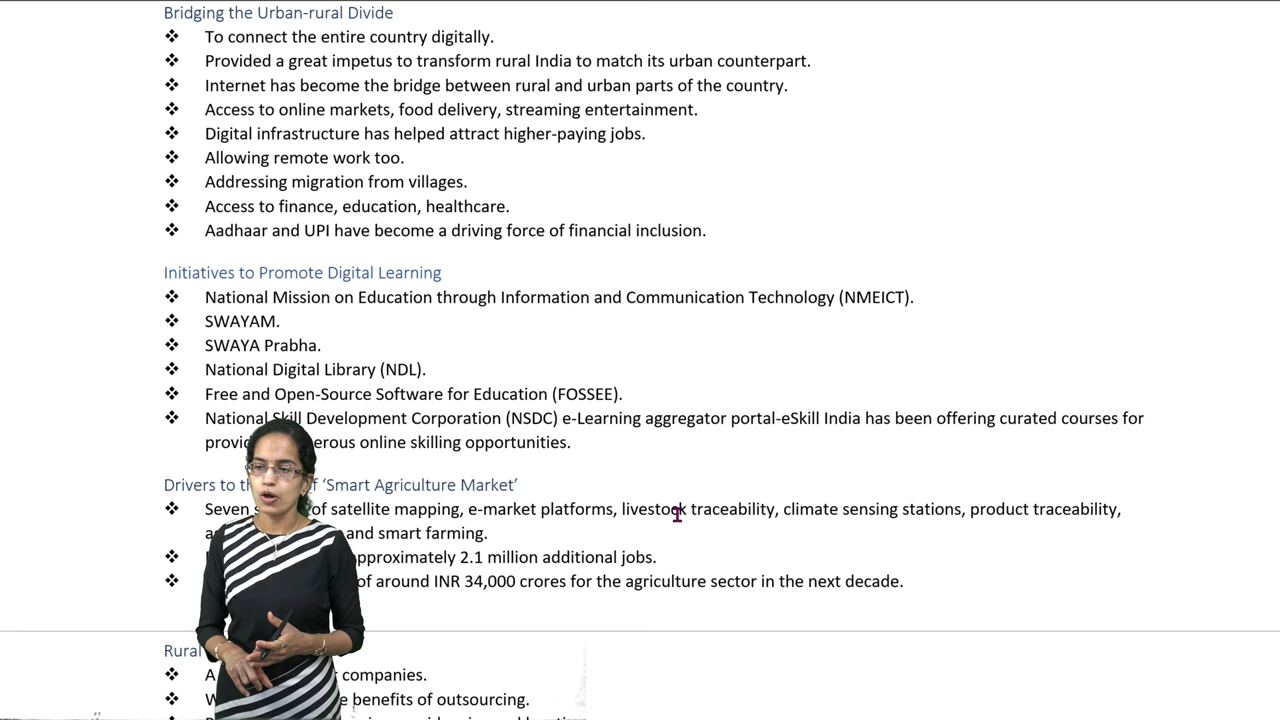 Bridging the Urban-rural Divide
❖ To connect the entire country digitally.
❖ Provided a great impetus to transform rural India to match its urban counterpart.
❖ Internet has become the bridge between rural and urban parts of the country.
❖ Access to online markets, food delivery, streaming entertainment.
❖ Digital infrastructure has helped attract higher-paying jobs.
❖ Allowing remote work too.
❖ Addressing migration from villages.
❖ Access to finance, education, healthcare.
❖ Aadhaar and UPI have become a driving force of financial inclusion.
Initiatives to Promote Digital Learning
❖ National Mission on Education through Information and Communication Technology (NMEICT).
❖ SWAYAM.
❖ SWAYA Prabha.
❖ National Digital Library (NDL).
❖ Free and Open-Source Software for Education (FOSSEE).
❖ National Skill Development Corporation (NSDC) e-Learning aggregator portal-eSkill India has been offering curated courses for
online skilling opportunities.
Drivers to of ‘Smart Agriculture Market’
❖ Seven of satellite mapping, e-market platforms, livestock traceability, climate sensing stations, product traceability,
and smart farming.
❖ approximately 2.1 million additional jobs.
❖ of around INR 34,000 crores for the agriculture sector in the next decade.
Rural
❖ companies.
❖ benefits of outsourcing.